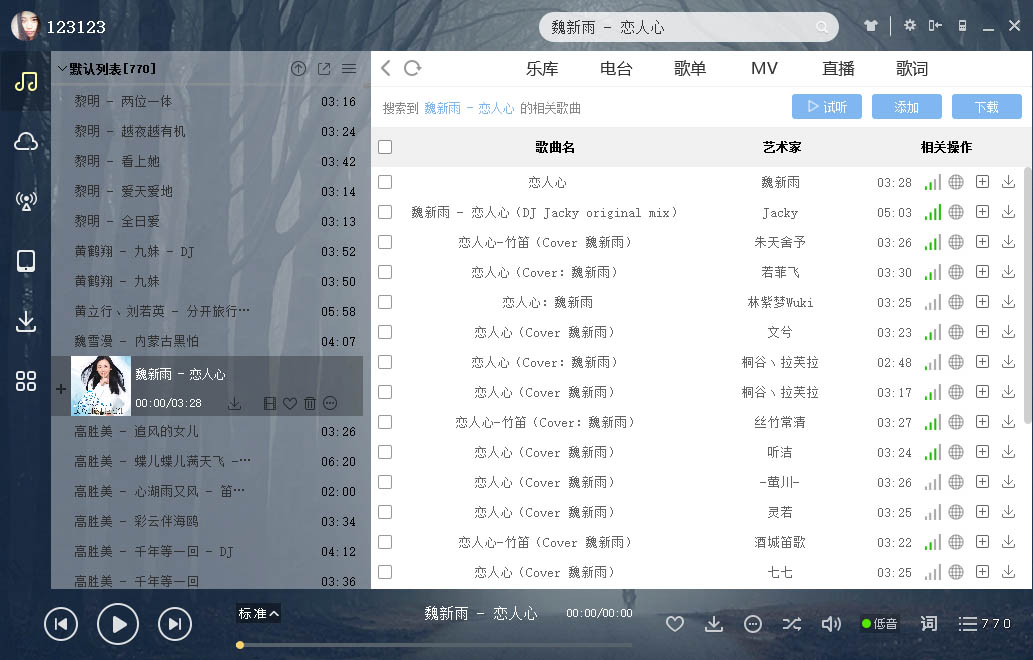 123123
魏新雨 - 恋人心
默认列表[770]
黎明 - 两位一体 03:16
黎明 - 越夜越有机 03:24
黎明 - 看上她 03:42
黎明 - 爱天爱地 03:14
黎明 - 全日爱 03:13
黄鹤翔 - 九妹 - DJ 03:52
黄鹤翔 - 九妹 03:50
黄立行、刘若英 - 分开旅行… 05:58
魏雪漫 - 内蒙古黑怕 04:07
魏新雨 - 恋人心
00:00/03:28
高胜美 - 追风的女儿 03:26
高胜美 - 蝶儿蝶儿满天飞 -… 06:20
高胜美 - 心湖雨又风 - 笛… 02:00
高胜美 - 彩云伴海鸥 03:34
高胜美 - 千年等一回 - DJ 04:12
高胜美 - 千年等一回 03:36
乐库 电台 歌单 MV 直播 歌词
搜索到 魏新雨 - 恋人心 的相关歌曲 试听 添加 下载
歌曲名 艺术家 相关操作
恋人心 魏新雨 03:28
魏新雨 - 恋人心（DJ Jacky original mix） Jacky 05:03
恋人心-竹笛（Cover 魏新雨） 朱天舍予 03:26
恋人心（Cover：魏新雨） 若菲飞 03:30
恋人心：魏新雨 林紫梦Wuki 03:25
恋人心（Cover 魏新雨） 文兮 03:23
恋人心（Cover：魏新雨） 桐谷丶拉芙拉 02:48
恋人心（Cover 魏新雨） 桐谷丶拉芙拉 03:17
恋人心-竹笛（Cover：魏新雨） 丝竹常清 03:27
恋人心（Cover 魏新雨） 听洁 03:24
恋人心（Cover 魏新雨） -萤川- 03:26
恋人心（Cover 魏新雨） 灵若 03:25
恋人心-竹笛（Cover 魏新雨） 酒城笛歌 03:22
恋人心（Cover 魏新雨） 七七 03:25
标准 魏新雨 - 恋人心 00:00/00:00
低音 词 770